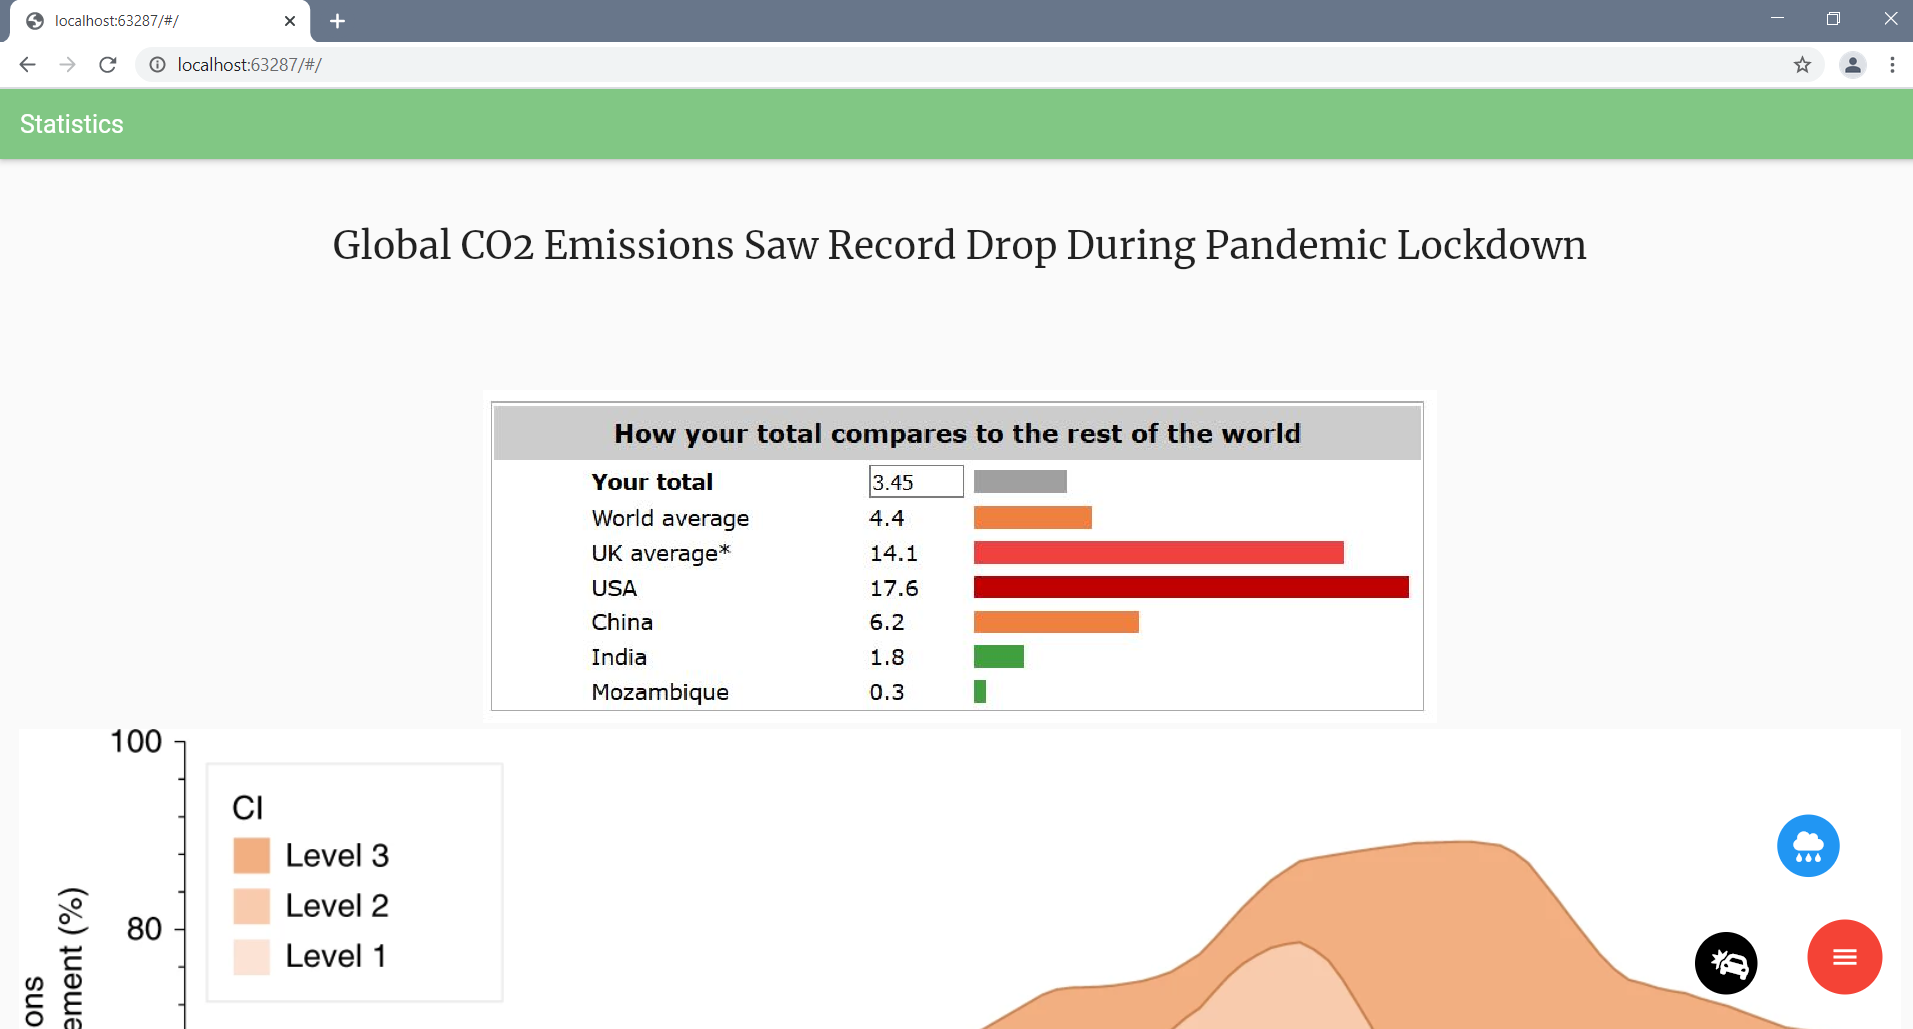 localhost:63287/#/
localhost:63287/#/
Statistics
Global CO2 Emissions Saw Record Drop During Pandemic Lockdown
How your total compares to the rest of the world
Your total 3.45
World average 4.4
UK average* 14.1
USA 17.6
China 6.2
India 1.8
Mozambique 0.3
100
CI
Level 3
Level 2
Level 1
80
(%)